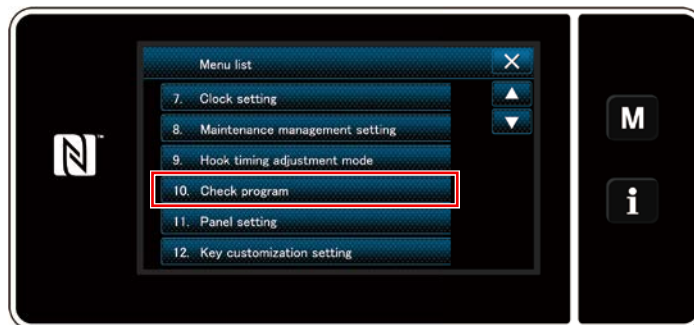 Menu list
7. Clock setting
8. Maintenance management setting
9. Hook timing adjustment mode
10. Check program
11. Panel setting
12. Key customization setting
M
i